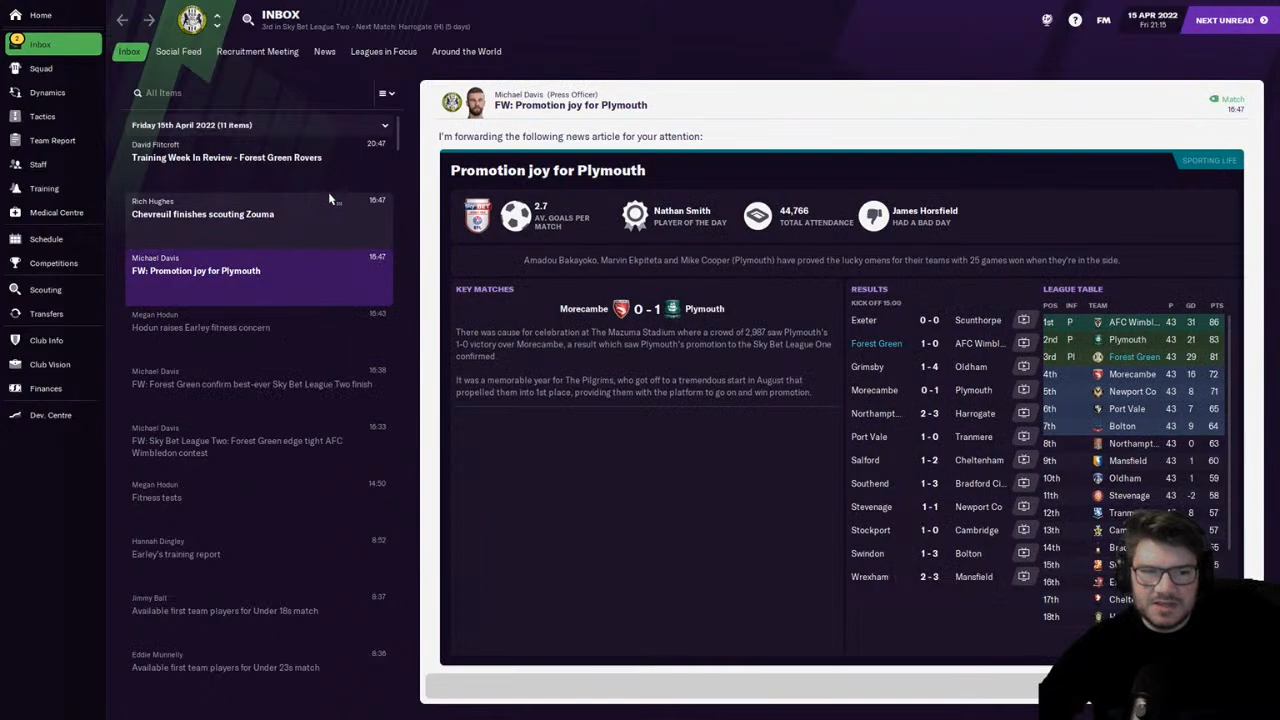 Home
2
Inbox
Squad
Dynamics
Tactics
Team Report
Staff
Training
Medical Centre
Schedule
Competitions
Scouting
Transfers
Club Info
Club Vision
Finances
Dev. Centre
INBOX
3rd in Sky Bet League Two - Next Match: Harrogate (H) (5 days)
?
FM
15 APR 2022
Fri 21:15
NEXT UNREAD
Inbox
Social Feed
Recruitment Meeting
News
Leagues in Focus
Around the World
All Items
Friday 15th April 2022 (11 items)
David Flitcroft 20:47
Training Week In Review - Forest Green Rovers
Rich Hughes 16:47
Chevreuil finishes scouting Zouma
Michael Davis 16:47
FW: Promotion joy for Plymouth
Megan Hodun 16:43
Hodun raises Earley fitness concern
Michael Davis 16:38
FW: Forest Green confirm best-ever Sky Bet League Two finish
Michael Davis 16:33
FW: Sky Bet League Two: Forest Green edge tight AFC
Wimbledon contest
Megan Hodun 14:50
Fitness tests
Hannah Dingley 8:52
Earley's training report
Jimmy Ball 8:37
Available first team players for Under 18s match
Eddie Munnelly 8:36
Available first team players for Under 23s match
Michael Davis (Press Officer)
FW: Promotion joy for Plymouth
Match
16:47
I'm forwarding the following news article for your attention:
SPORTING LIFE
Promotion joy for Plymouth
2.7
AV. GOALS PER
MATCH
Nathan Smith
PLAYER OF THE DAY
44,766
TOTAL ATTENDANCE
James Horsfield
HAD A BAD DAY
Amadou Bakayoko, Marvin Ekpiteta and Mike Cooper (Plymouth) have proved the lucky omens for their teams with 25 games won when they're in the side.
KEY MATCHES
Morecambe 0 - 1 Plymouth
There was cause for celebration at The Mazuma Stadium where a crowd of 2,987 saw Plymouth's
1-0 victory over Morecambe, a result which saw Plymouth's promotion to the Sky Bet League One
confirmed.
It was a memorable year for The Pilgrims, who got off to a tremendous start in August that
propelled them into 1st place, providing them with the platform to go on and win promotion.
RESULTS
KICK OFF 15:00
Exeter 0 - 0 Scunthorpe
Forest Green 1 - 0 AFC Wimbl...
Grimsby 1 - 4 Oldham
Morecambe 0 - 1 Plymouth
Northampt... 2 - 3 Harrogate
Port Vale 1 - 0 Tranmere
Salford 1 - 2 Cheltenham
Southend 1 - 3 Bradford Ci...
Stevenage 1 - 1 Newport Co
Stockport 1 - 0 Cambridge
Swindon 1 - 3 Bolton
Wrexham 2 - 3 Mansfield
LEAGUE TABLE
POS INF TEAM P GD PTS
1st P AFC Wimbl... 43 31 86
2nd P Plymouth 43 21 83
3rd Pl Forest Green 43 29 81
4th Morecambe 43 16 72
5th Newport Co 43 8 71
6th Port Vale 43 7 65
7th Bolton 43 9 64
8th Northampt... 43 0 63
9th Mansfield 43 1 60
10th Oldham 43 1 59
11th Stevenage 43 -2 58
12th Tranm... 8 57
13th Cam... 57
14th Bra
15th
16th
17th Chelt
18th